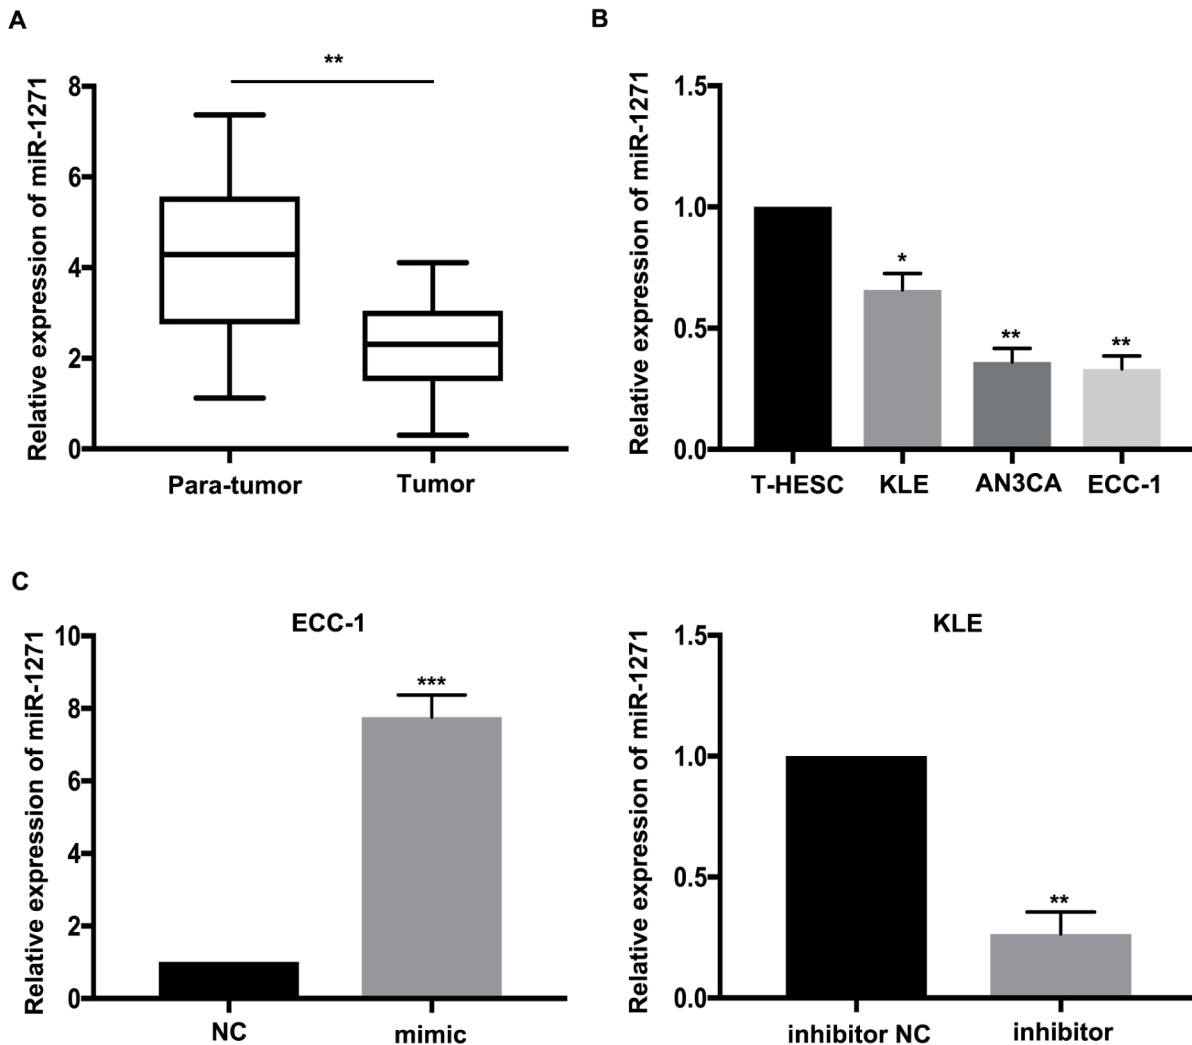 A
Relative expression of miR-1271
8
6
4
2
0
**
Para-tumor
Tumor
B
Relative expression of miR-1271
1.5
1.0
0.5
0.0
*
**
**
T-HESC
KLE
AN3CA
ECC-1
C
ECC-1
Relative expression of miR-1271
10
8
6
4
2
0
***
NC
mimic
KLE
Relative expression of miR-1271
1.5
1.0
0.5
0.0
**
inhibitor NC
inhibitor